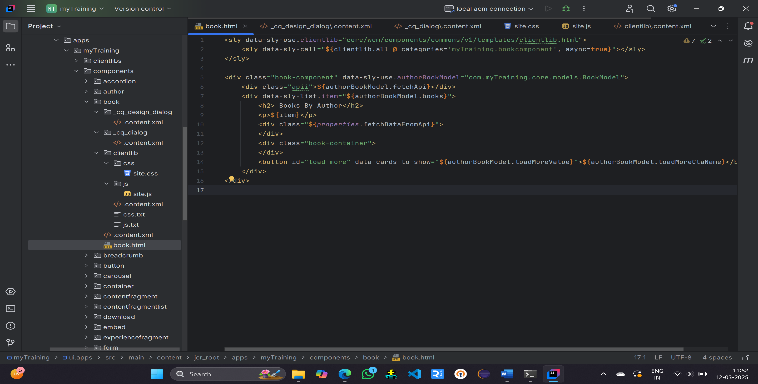 MT myTraining Version control local aem connection
Project
book.html _cq_design_dialog\.content.xml _cq_dialog\.content.xml site.css site.js clientlib\.content.xml
apps
myTraining
clientlibs
components
accordion
author
book
_cq_design_dialog
.content.xml
_cq_dialog
.content.xml
clientlib
css
site.css
js
site.js
.content.xml
css.txt
js.txt
.content.xml
book.html
breadcrumb
button
carousel
container
contentfragment
contentfragmentlist
download
embed
experiencefragment
form
1 <sly data-sly-use.clientlib="core/wcm/components/commons/v1/templates/clientlib.html">
2 <sly data-sly-call="${clientlib.all @ categories='myTraining.bookcomponent', async=true}"></sly>
3 </sly>
4
5 <div class="book-component" data-sly-use.authorBookModel="com.myTraining.core.models.BookModel">
6 <div class="apii">${authorBookModel.fetchApi}</div>
<div data-sly-list.item="${authorBookModel.books}">
8 <h2> Books By Author</h2>
9 <p>${item}</p>
10 <div class="${properties.fetchDataFromApi}">
11 </div>
12 <div class="book-container">
13 </div>
14 <button id="load-more" data-cards-to-show="${authorBookModel.loadMoreValue}">${authorBookModel.loadMoreCtaName}</b
15 </div>
16 </div>
17
myTraining > ui.apps > src > main > content > jcr_root > apps > myTraining > components > book > book.html 17:1 LF UTF-8 4 spaces
Search ENG IN 12-03-2025